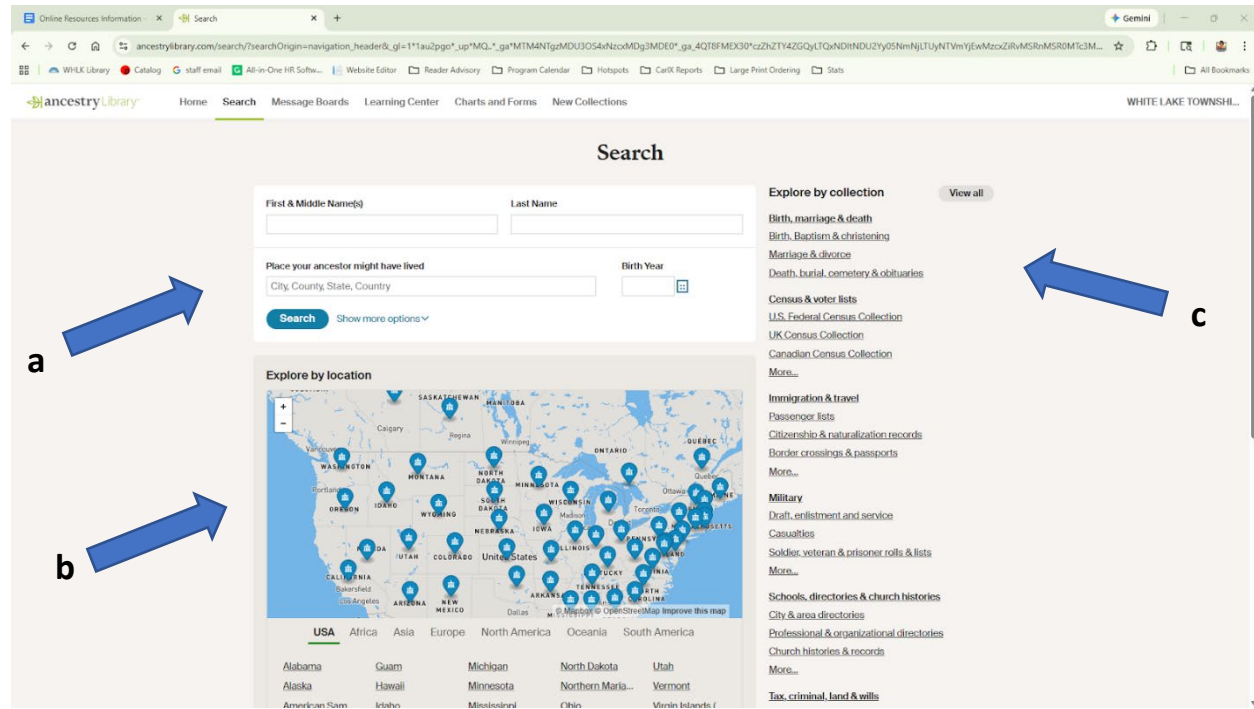 Online Resources Information -
Search
Gemini
ancestrylibrary.com/search/?searchOrigin=navigation_header&_gl=
WHLK Library
Catalog
staff email
All-in-One HR Softw...
Website Editor
Reader Advisory
Program Calendar
Hotspots
CarlX Reports
Large Print Ordering
Stats
All Bookmarks
ancestryLibrary
Home
Search
Message Boards
Learning Center
Charts and Forms
New Collections
WHITE LAKE TOWNSHI...
Search
First & Middle Name(s)
Last Name
Place your ancestor might have lived
Birth Year
City, County, State, Country
Search
Show more options
a
Explore by location
+
-
SASKATCHEWAN
MANITOBA
Calgary
Regina
Winnipeg
ONTARIO
QUEBEC
Vancouver
WASHINGTON
MONTANA
NORTH DAKOTA
MINNESOTA
Quebec
Portland
OREGON
IDAHO
WYOMING
SOUTH DAKOTA
WISCONSIN
Madison
Toronto
Ottawa
NEBRASKA
IOWA
ILLINOIS
UTAH
COLORADO
United States
CALIFORNIA
Bakersfield
Los Angeles
ARIZONA
NEW MEXICO
TENNESSEE
Dallas
© Mapbox © OpenStreetMap Improve this map
b
USA
Africa
Asia
Europe
North America
Oceania
South America
Alabama
Guam
Michigan
North Dakota
Utah
Alaska
Hawaii
Minnesota
Northern Maria...
Vermont
American Sam
Idaho
Mississippi
Ohio
Virgin Islands (
Explore by collection
View all
Birth, marriage & death
Birth, Baptism & christening
Marriage & divorce
Death, burial, cemetery & obituaries
Census & voter lists
U.S. Federal Census Collection
UK Census Collection
Canadian Census Collection
More...
Immigration & travel
Passenger lists
Citizenship & naturalization records
Border crossings & passports
More...
Military
Draft, enlistment and service
Casualties
Soldier, veteran & prisoner rolls & lists
More...
Schools, directories & church histories
City & area directories
Professional & organizational directories
Church histories & records
More...
Tax, criminal, land & wills
c